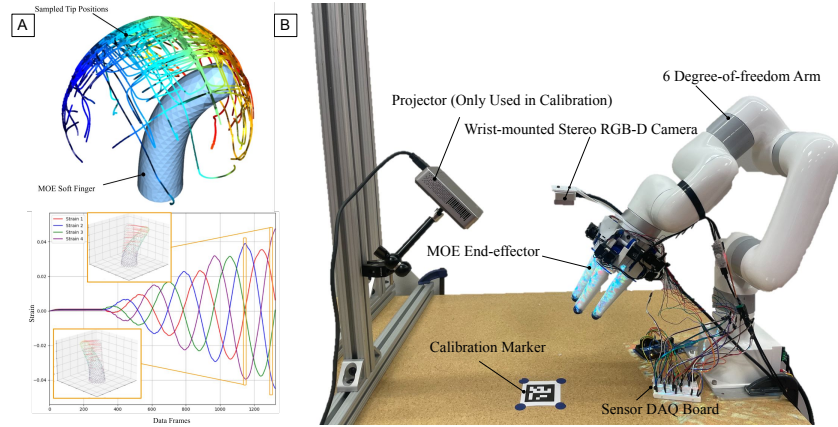 A
Sampled Tip Positions
MOE Soft Finger
Strain 1
Strain 2
Strain 3
Strain 4
0.04
0.02
0.00
-0.02
-0.04
Strain
0
200
400
600
800
1000
1200
Data Frames
B
6 Degree-of-freedom Arm
Projector (Only Used in Calibration)
Wrist-mounted Stereo RGB-D Camera
MOE End-effector
Calibration Marker
Sensor DAQ Board